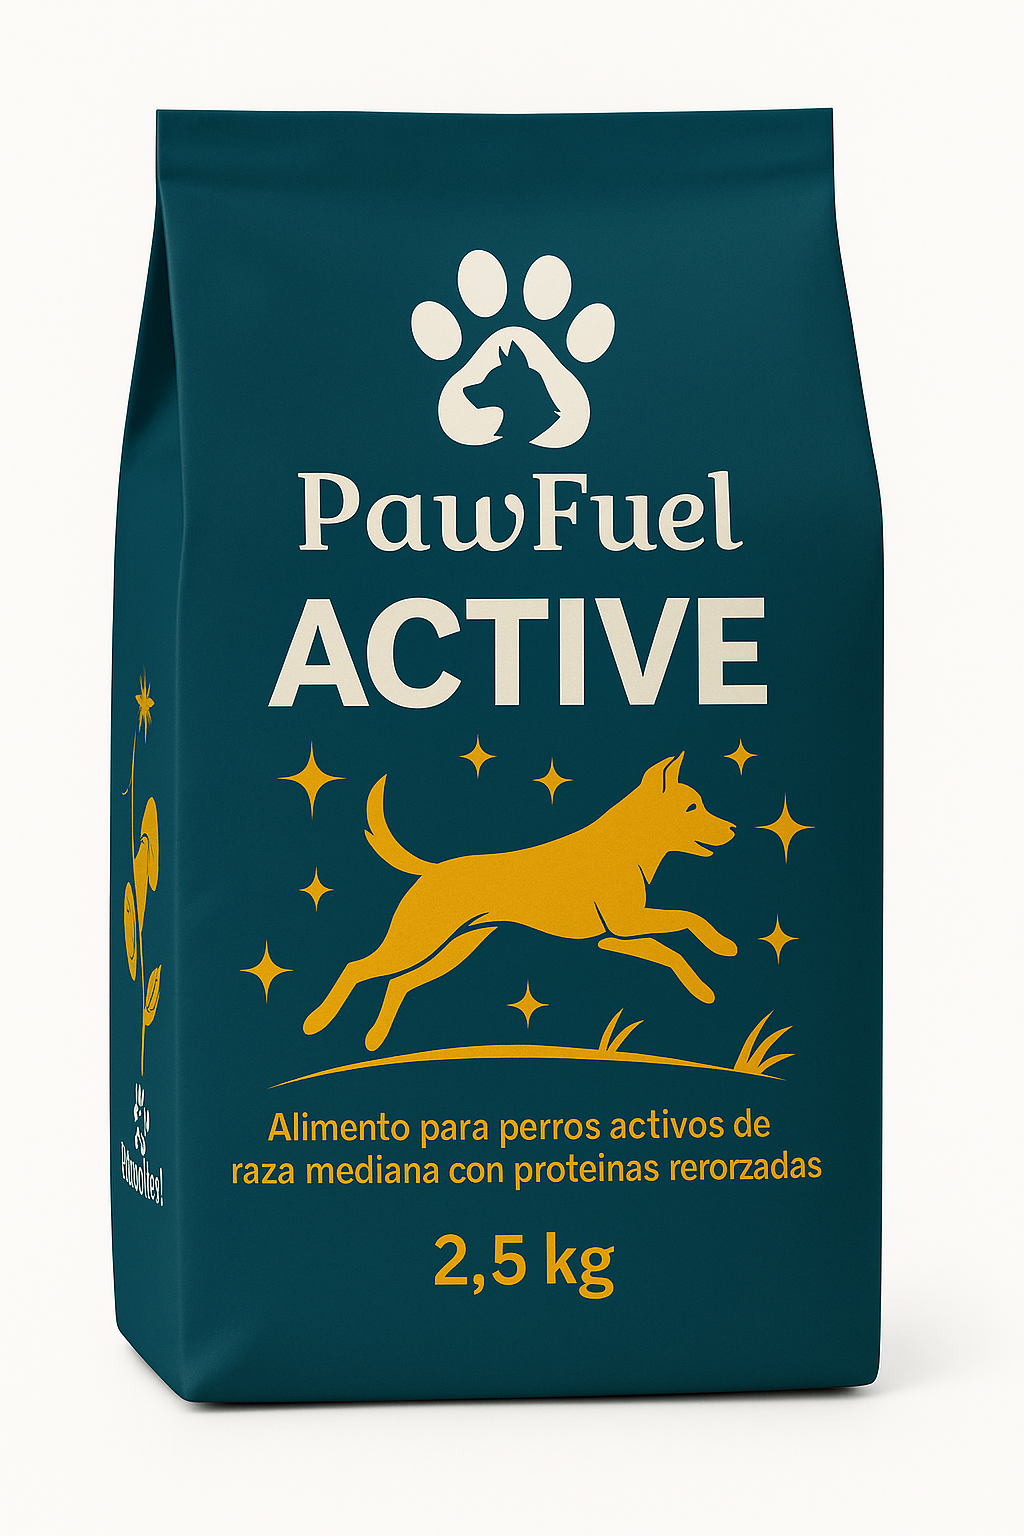 PawFuel
ACTIVE
Alimento para perros activos de
raza mediana con proteinas rerorzadas
2,5 kg